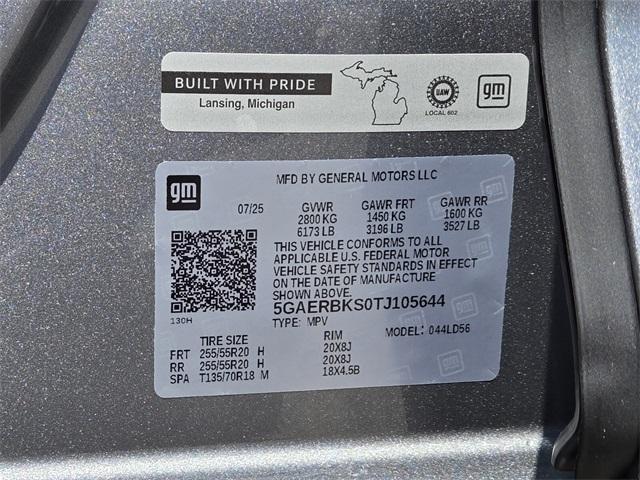 BUILT WITH PRIDE
Lansing, Michigan
UAW
LOCAL 602
gm
gm
MFD BY GENERAL MOTORS LLC
07/25 GVWR GAWR FRT GAWR RR
2800 KG 1450 KG 1600 KG
6173 LB 3196 LB 3527 LB
THIS VEHICLE CONFORMS TO ALL
APPLICABLE U.S. FEDERAL MOTOR
VEHICLE SAFETY STANDARDS IN EFFECT
ON THE DATE OF MANUFACTURE
SHOWN ABOVE.
5GAERBKS0TJ105644
130H
TYPE: MPV MODEL: 044LD56
TIRE SIZE RIM
FRT 255/55R20 H 20X8J
RR 255/55R20 H 20X8J
SPA T135/70R18 M 18X4.5B